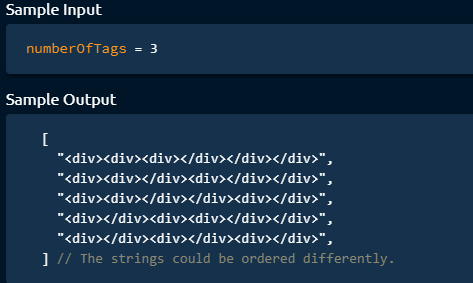 Sample Input
numberOfTags = 3
Sample Output
[
"<div><div><div></div></div></div>",
"<div><div></div><div></div></div>",
"<div><div></div></div><div></div>",
"<div></div><div><div></div></div>",
"<div></div><div></div><div></div>",
] // The strings could be ordered differently.